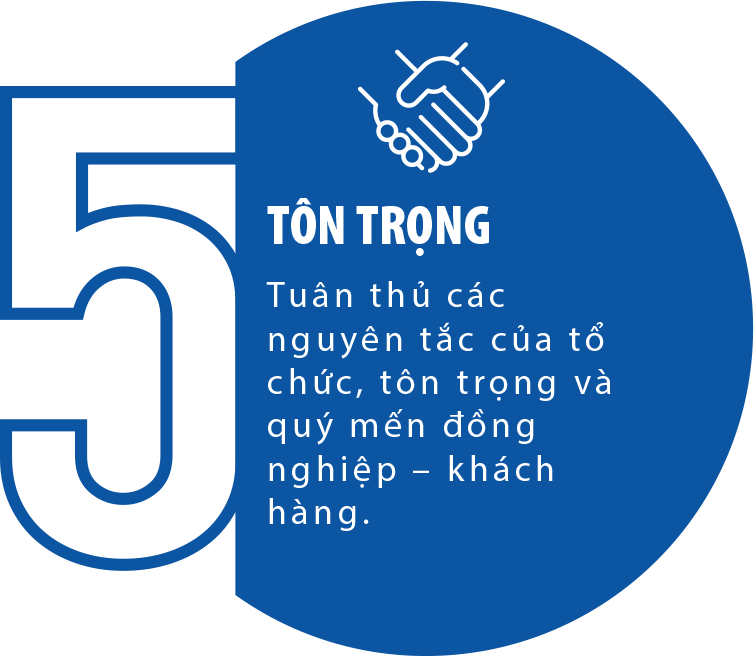 5
TÔN TRỌNG
Tuân thủ các
nguyên tắc của tổ
chức, tôn trọng và
quý mến đồng
nghiệp – khách
hàng.